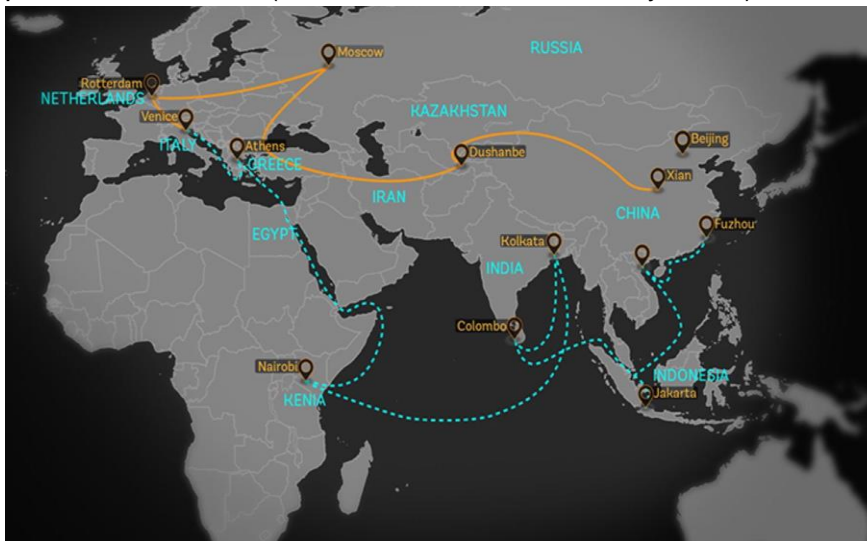 Moscow
RUSSIA
Rotterdam
NETHERLANDS
KAZAKHSTAN
Venice
ITALY
Athens
GREECE
Beijing
Dushanbe
Xian
IRAN
CHINA
EGYPT
Fuzhou
Kolkata
INDIA
Colombo
Nairobi
INDONESIA
KENIA
Jakarta